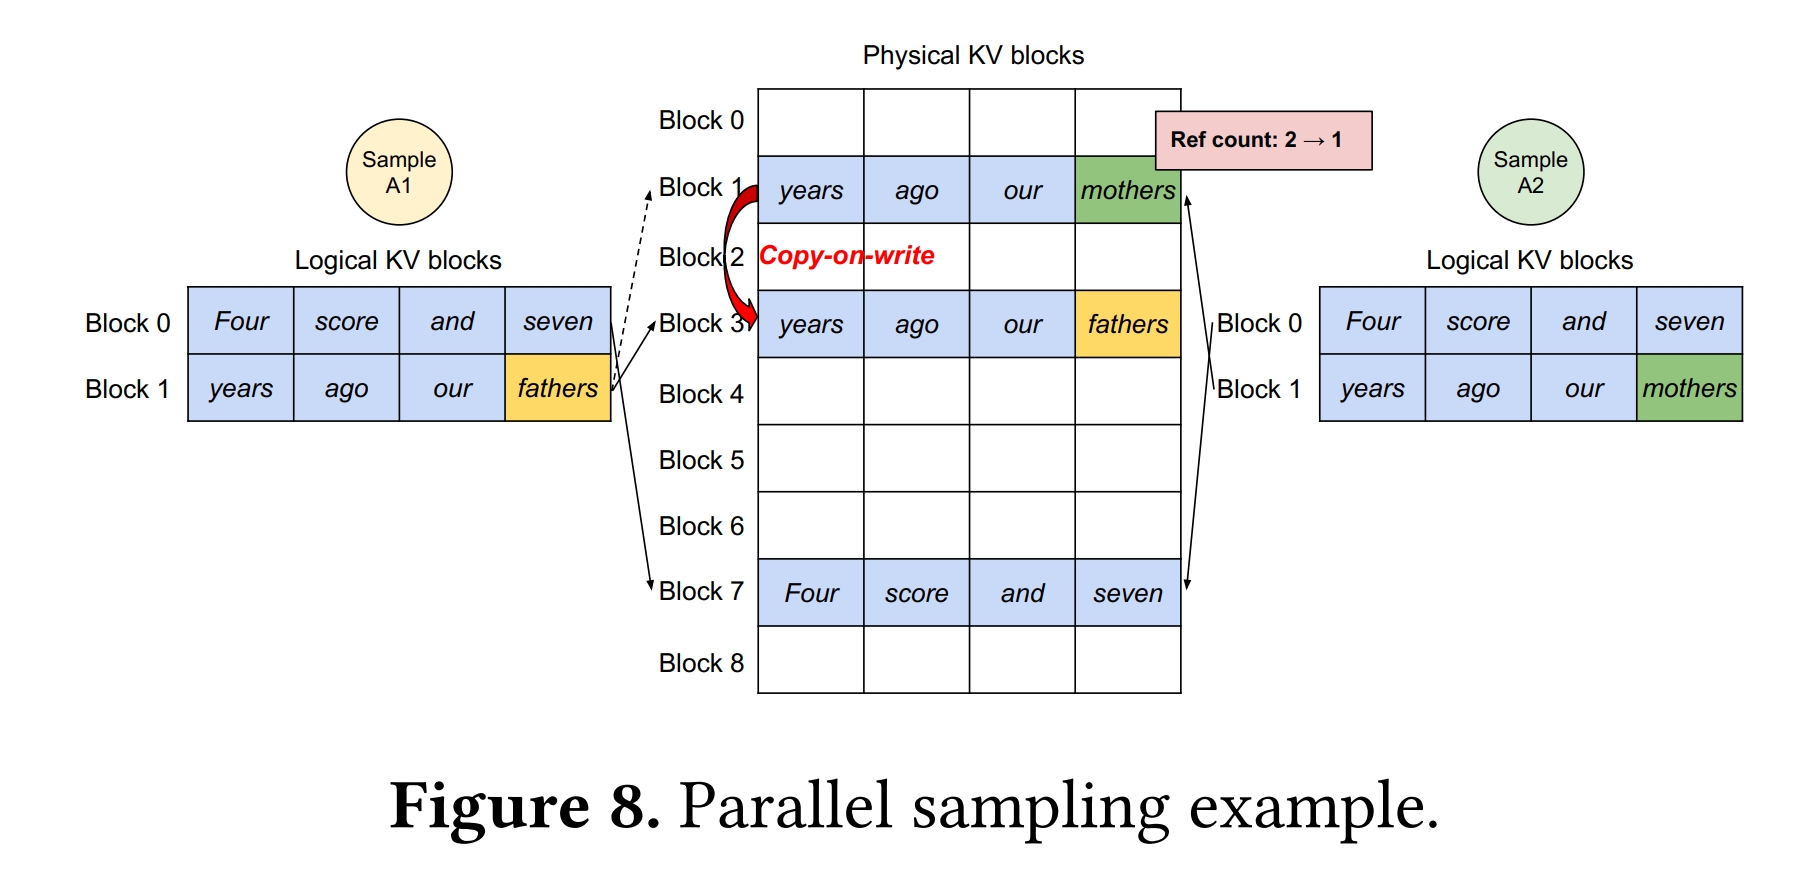 Physical KV blocks
Sample
A1
Logical KV blocks
Block 0 Four score and seven
Block 1 years ago our fathers
Block 0
Block 1 years ago our mothers
Ref count: 2 → 1
Block 2 Copy-on-write
Block 3 years ago our fathers
Block 4
Block 5
Block 6
Block 7 Four score and seven
Block 8
Sample
A2
Logical KV blocks
Block 0 Four score and seven
Block 1 years ago our mothers
Figure 8. Parallel sampling example.